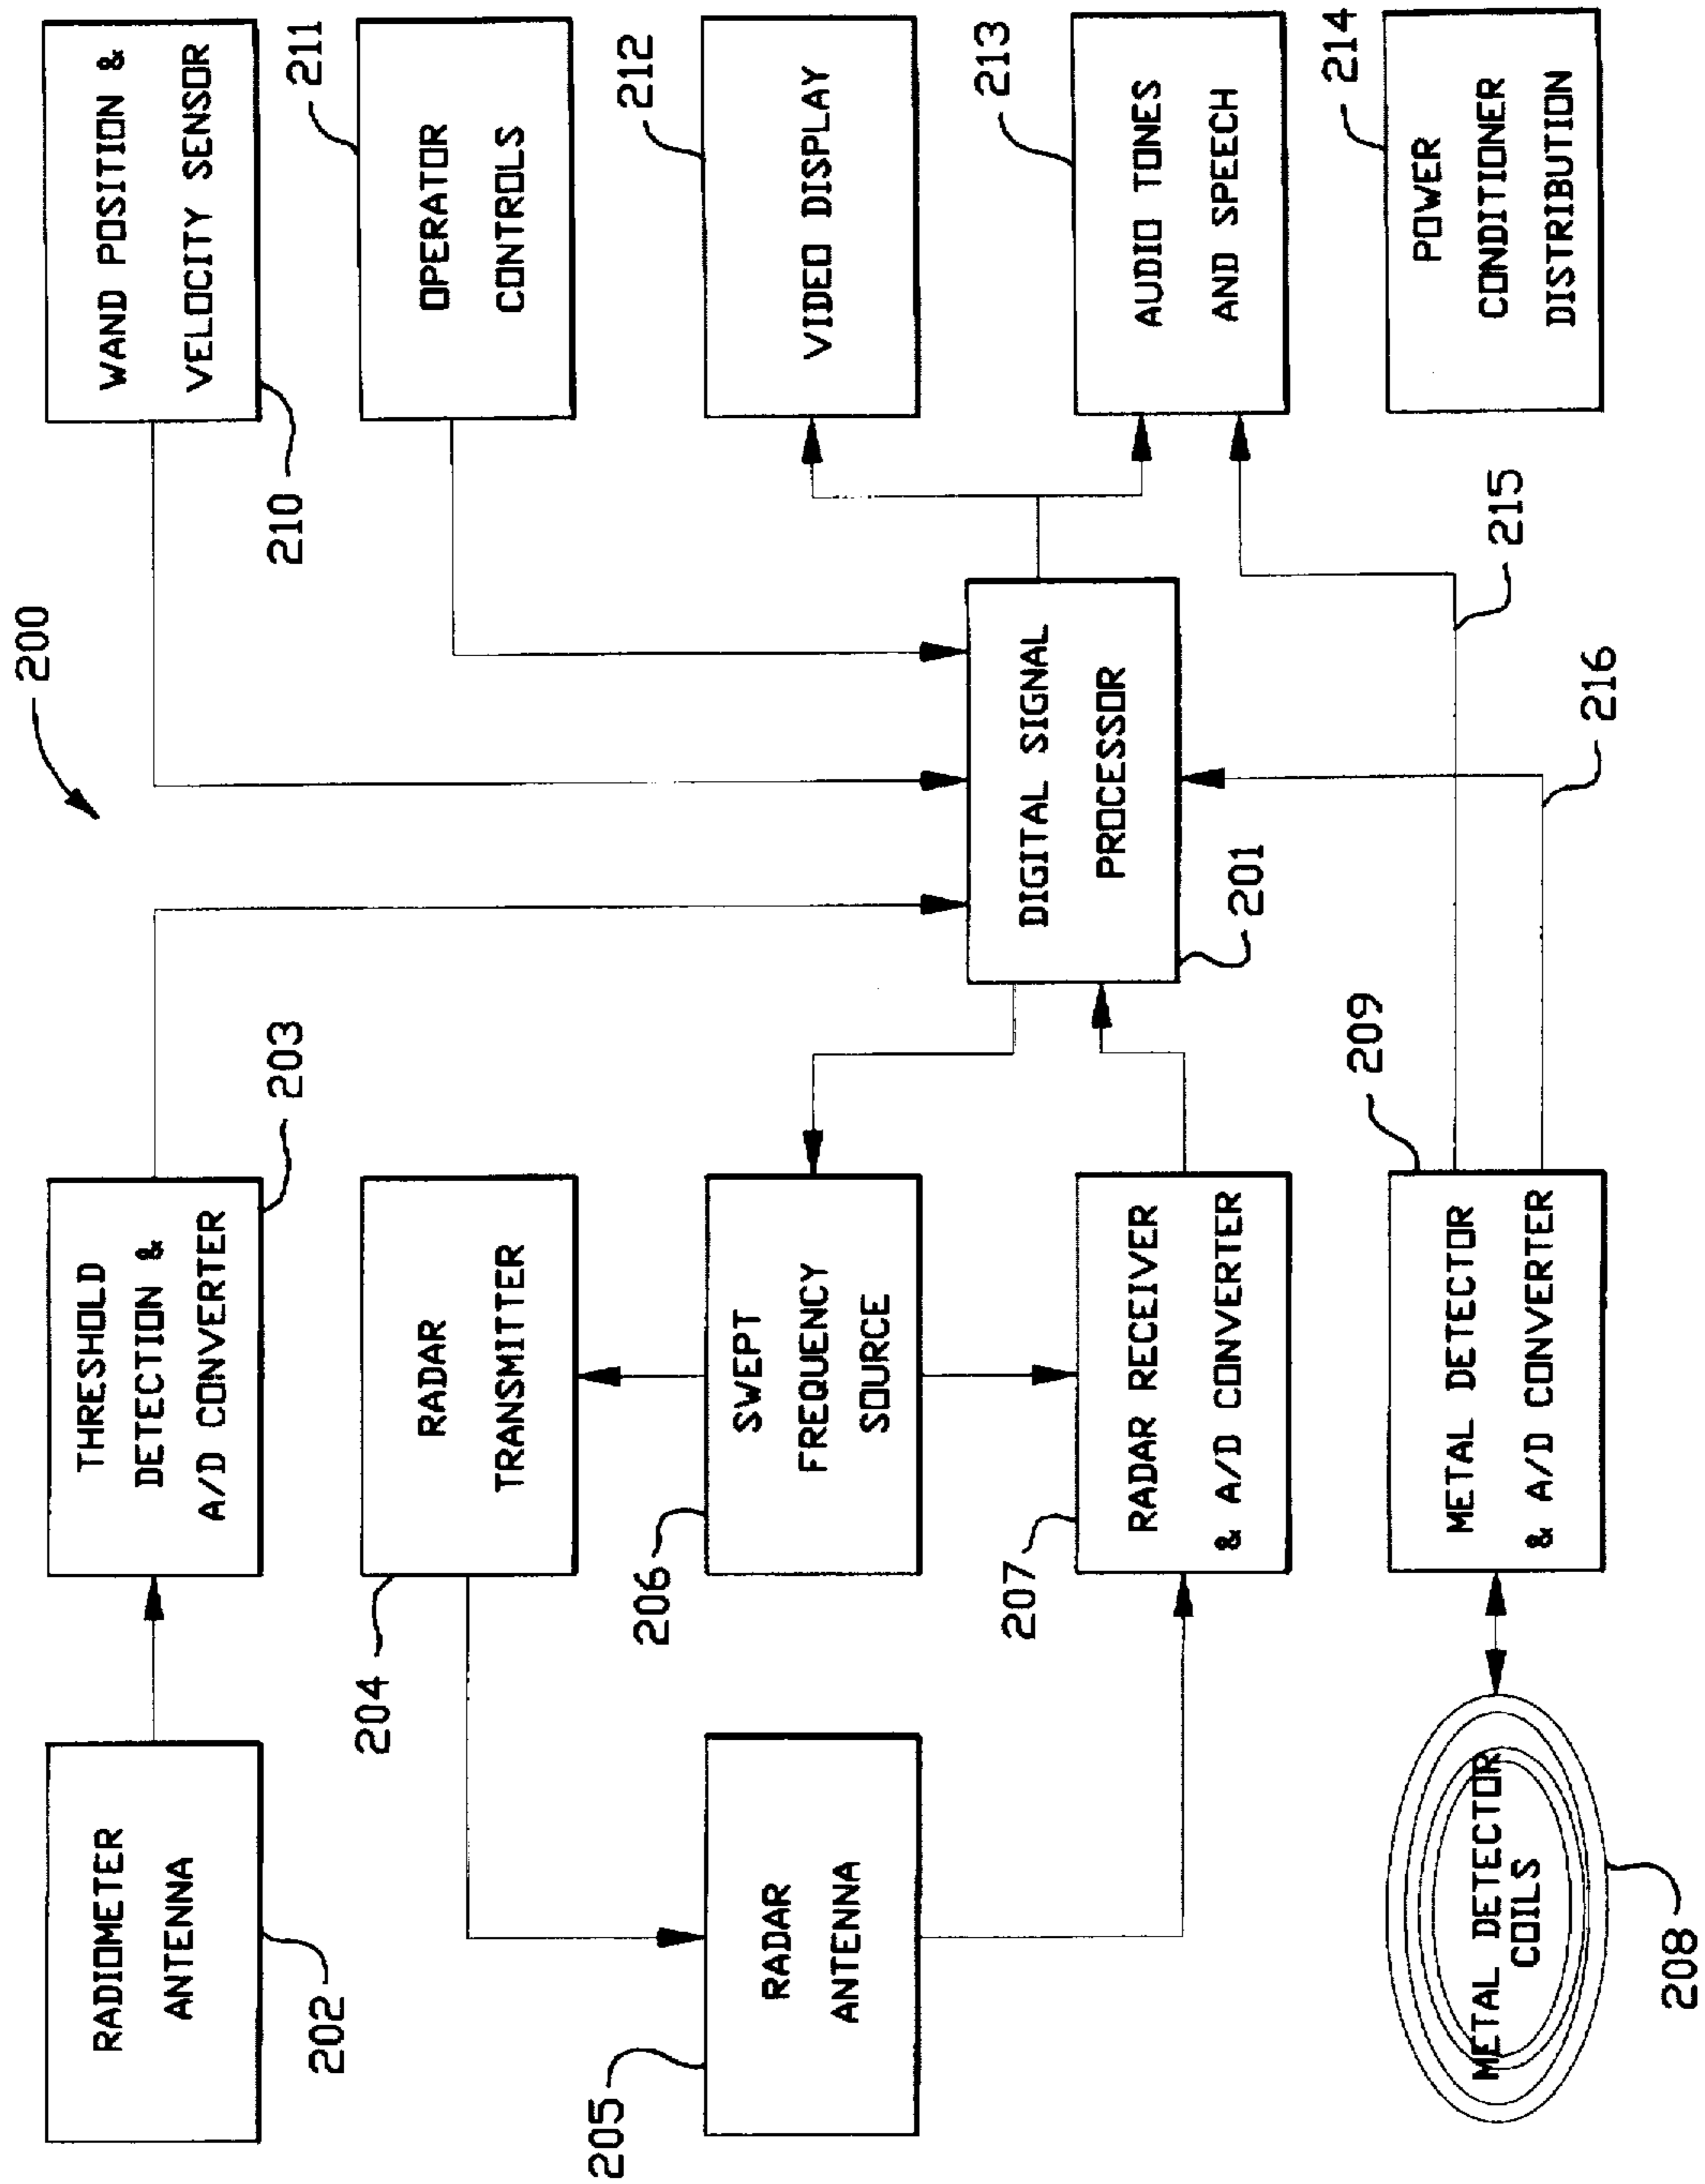 200
RADIOMETER
ANTENNA
202
THRESHOLD
DETECTION &
A/D CONVERTER
203
WAND POSITION &
VELOCITY SENSOR
210
204
RADAR
TRANSMITTER
OPERATOR
CONTROLS
211
205
RADAR
ANTENNA
206
SWEPT
FREQUENCY
SOURCE
VIDEO DISPLAY
212
DIGITAL SIGNAL
PROCESSOR
201
207
RADAR RECEIVER
& A/D CONVERTER
AUDIO TONES
AND SPEECH
213
METAL DETECTOR
COILS
208
METAL DETECTOR
& A/D CONVERTER
209
215
216
POWER
CONDITIONER
DISTRIBUTION
214